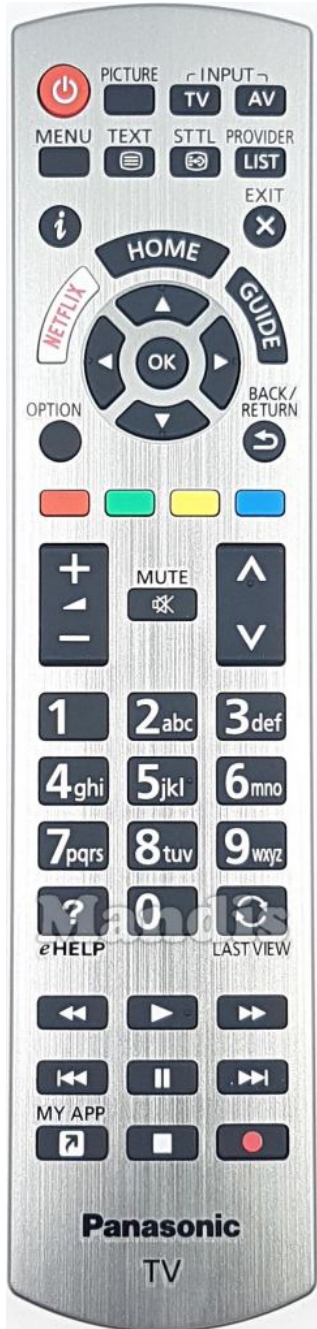 PICTURE INPUT
TV AV
MENU TEXT STTL PROVIDER
LIST
EXIT
i
HOME
NETFLIX
GUIDE
OK
OPTION
BACK/
RETURN
MUTE
1 2abc 3def
4ghi 5jkl 6mno
7pqrs 8tuv 9wxyz
? 0
Mandis
eHELP LAST VIEW
MY APP
Panasonic
TV